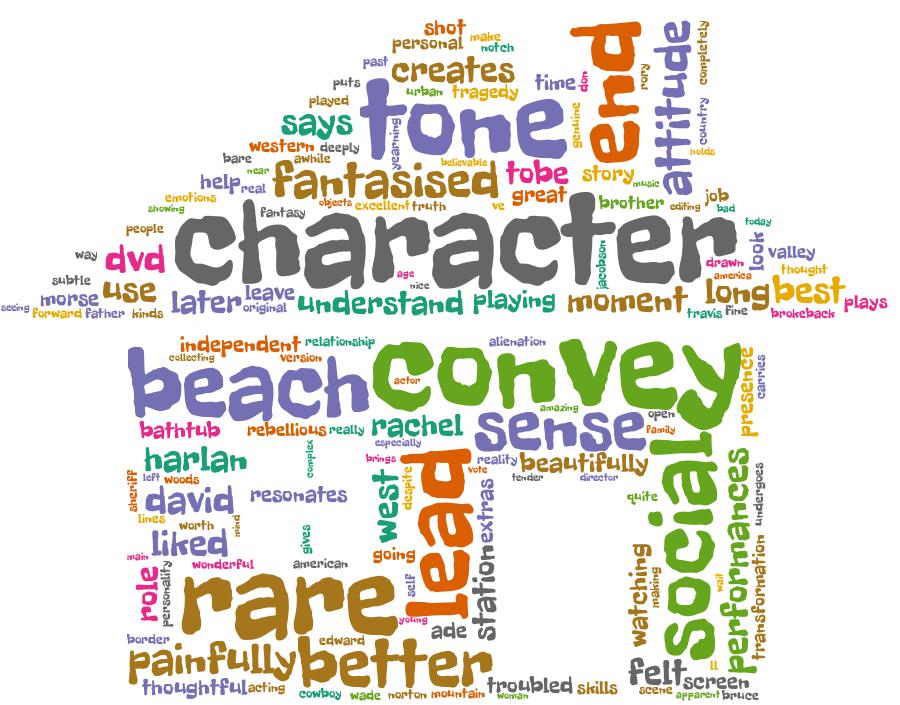 shot
make
personal
notch
end
attitude
completely
past
creates
time
don
rory
puts
urban
tragedy
played
tone
says
yearning
genuine
country
western
deeply
bare
awhile
believable
near
holds
help
real
fantasised
tobe
story
music
emotions
objects
excellent
truth
ve
great
brother
editing
job
bad
showing
fantasy
character
today
people
jacobson
look
way
dvd
age
drawn
valley
subtle
nice
america
thought
morse
use
later
leave
understand
playing
moment
long
best
plays
seeing
forward
father
kinds
original
travis
fine
brokeback
independent
relationship
alienation
collecting
version
beach
convey
actor
presence
carries
amazing
bathtub
rebellious
really
rachel
sense
open
family
especially
harlan
complex
brings
vote
reality
beautifully
sheriff
left
woods
west
despite
lead
tender
director
david
resonates
extras
quite
socially
performances
undergoes
lines
worth
mind
liked
gives
going
main
wonderful
american
station
watching
making
wait
transformation
role
personality
rare
self
young
ade
border
edward
painfully
better
felt
ll
screen
thoughtful
acting
cowboy
wade
norton
mountain
woman
troubled
skills
scene
apparent
bruce